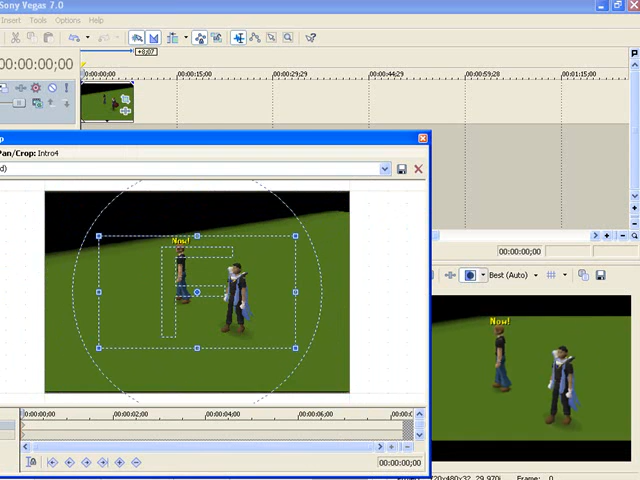 Sony Vegas 7.0
Insert Tools Options Help
+8;07
00:00:00;00
00:00:00;00 00:00:15;00 00:00:29;29 00:00:44;29 00:00:59;28 00:01:15;00
Pan/Crop: Intro4
Now!
F
00:00:00;00
Best (Auto)
Now!
00:00:00;00 00:00:02;00 00:00:04;00 00:00:06;00
00:00:00;00
720x480x32, 29.970i Frame: 0